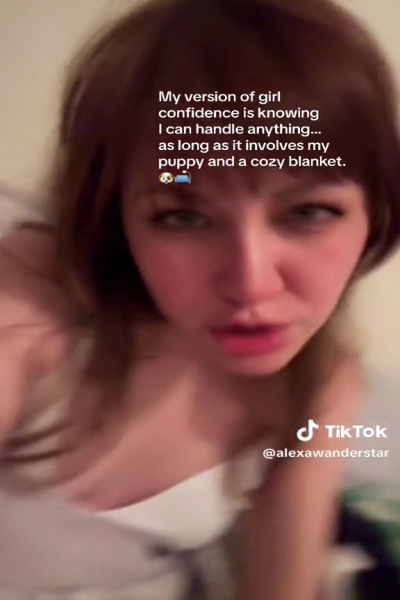 My version of girl
confidence is knowing
I can handle anything...
as long as it involves my
puppy and a cozy blanket.
🐶🛋️
TikTok
@alexawanderstar